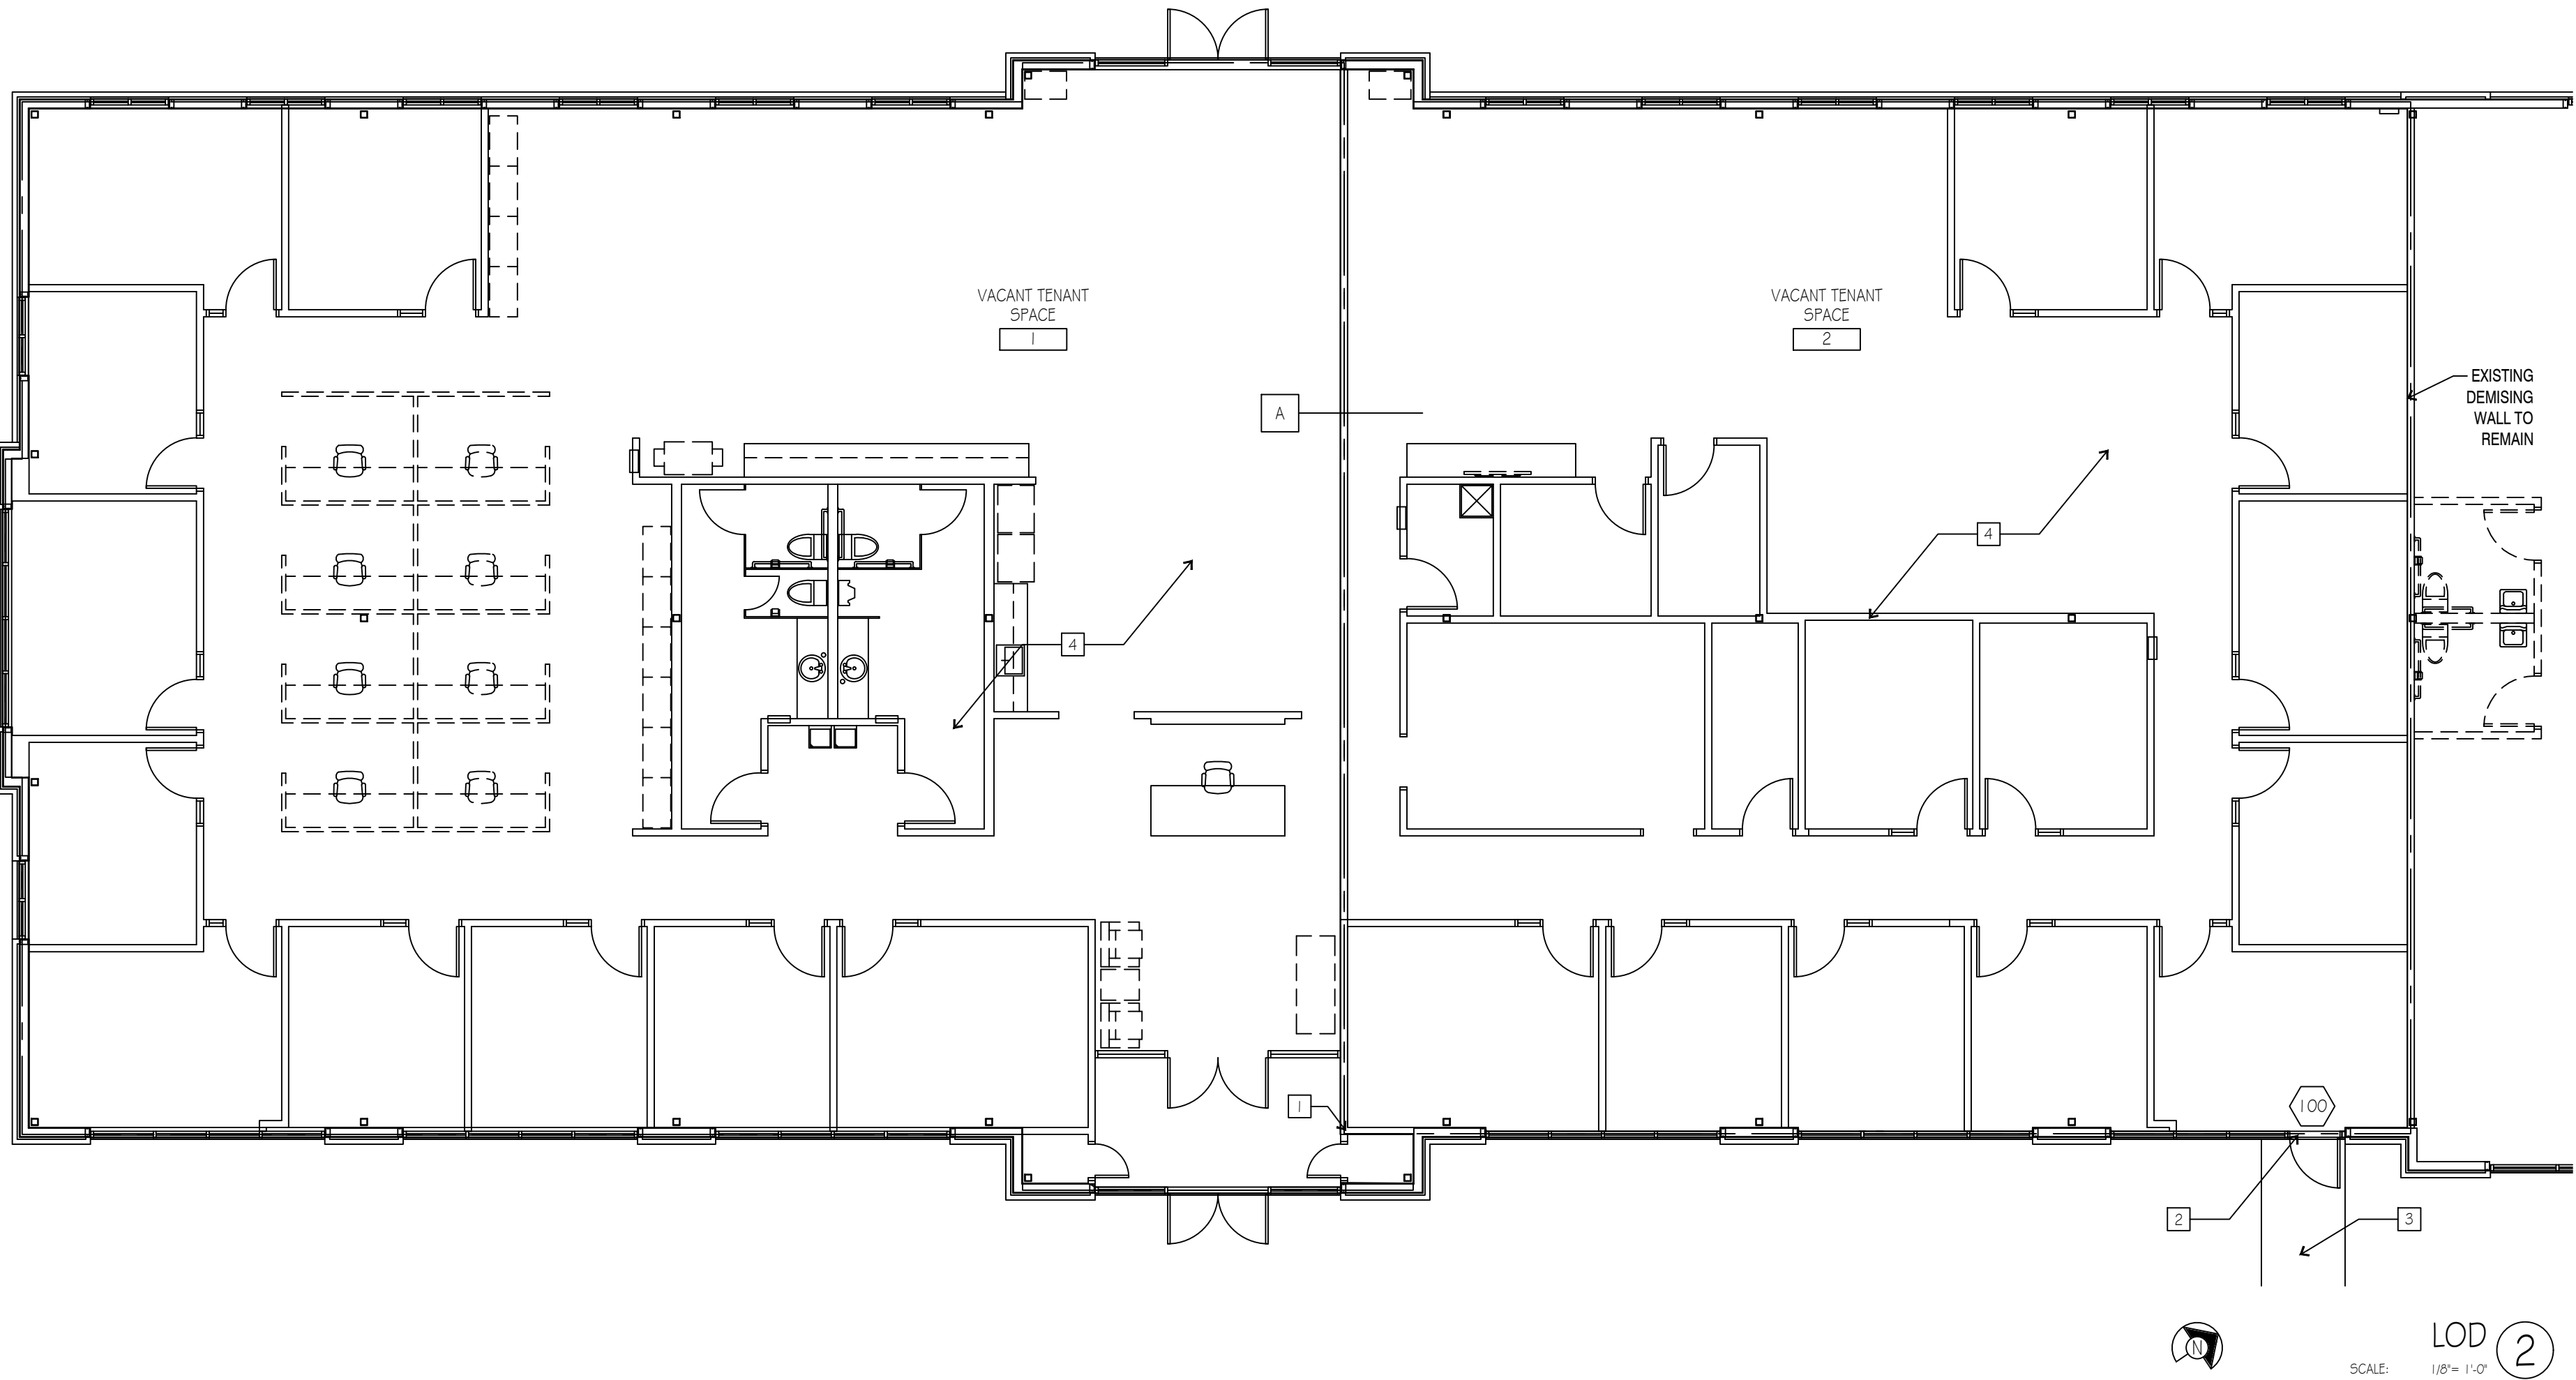 VACANT TENANT
SPACE
1
VACANT TENANT
SPACE
2
EXISTING
DEMISING
WALL TO
REMAIN
A
4
4
1
100
2
3
N
LOD
2
SCALE: 1/8"= 1'-0"